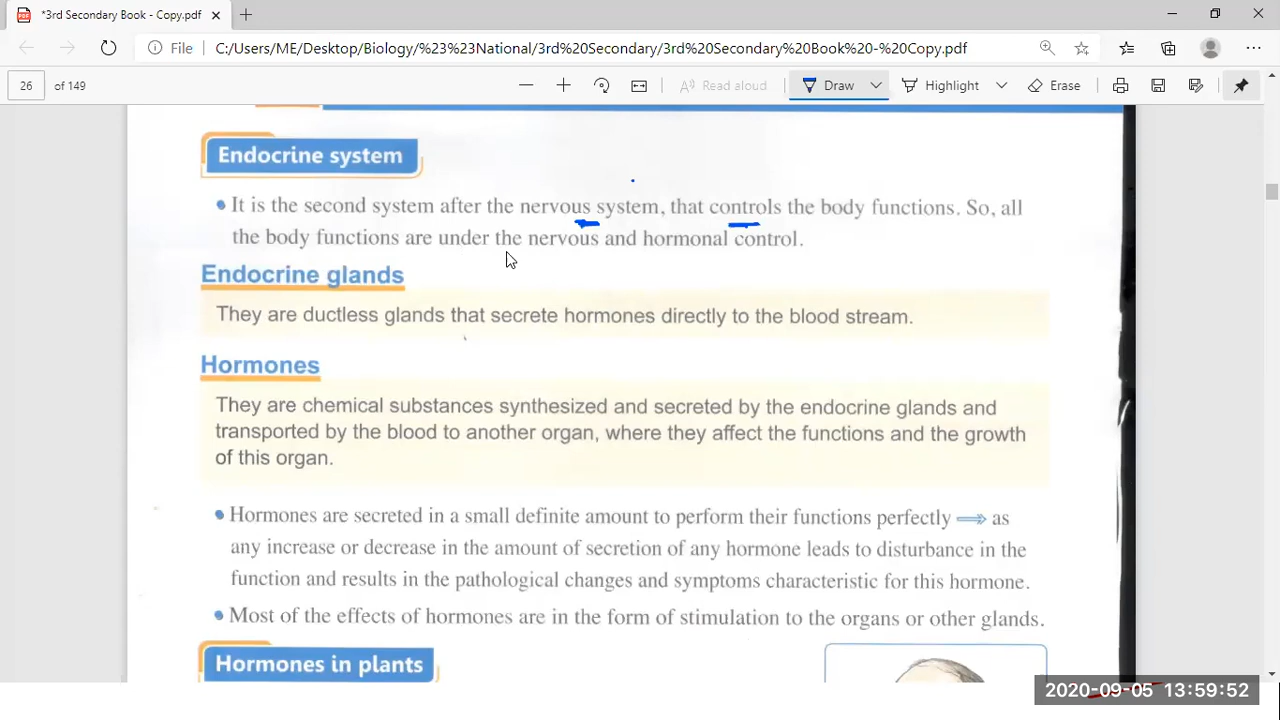 *3rd Secondary Book - Copy.pdf
File C:/Users/ME/Desktop/Biology/%23%23National/3rd%20Secondary/3rd%20Secondary%20Book%20-%20Copy.pdf
26 of 149 Read aloud Draw Highlight Erase
Endocrine system
It is the second system after the nervous system, that controls the body functions. So, all
the body functions are under the nervous and hormonal control.
Endocrine glands
They are ductless glands that secrete hormones directly to the blood stream.
Hormones
They are chemical substances synthesized and secreted by the endocrine glands and
transported by the blood to another organ, where they affect the functions and the growth
of this organ.
Hormones are secreted in a small definite amount to perform their functions perfectly ⇒ as
any increase or decrease in the amount of secretion of any hormone leads to disturbance in the
function and results in the pathological changes and symptoms characteristic for this hormone.
Most of the effects of hormones are in the form of stimulation to the organs or other glands.
Hormones in plants
2020-09-05 13:59:52